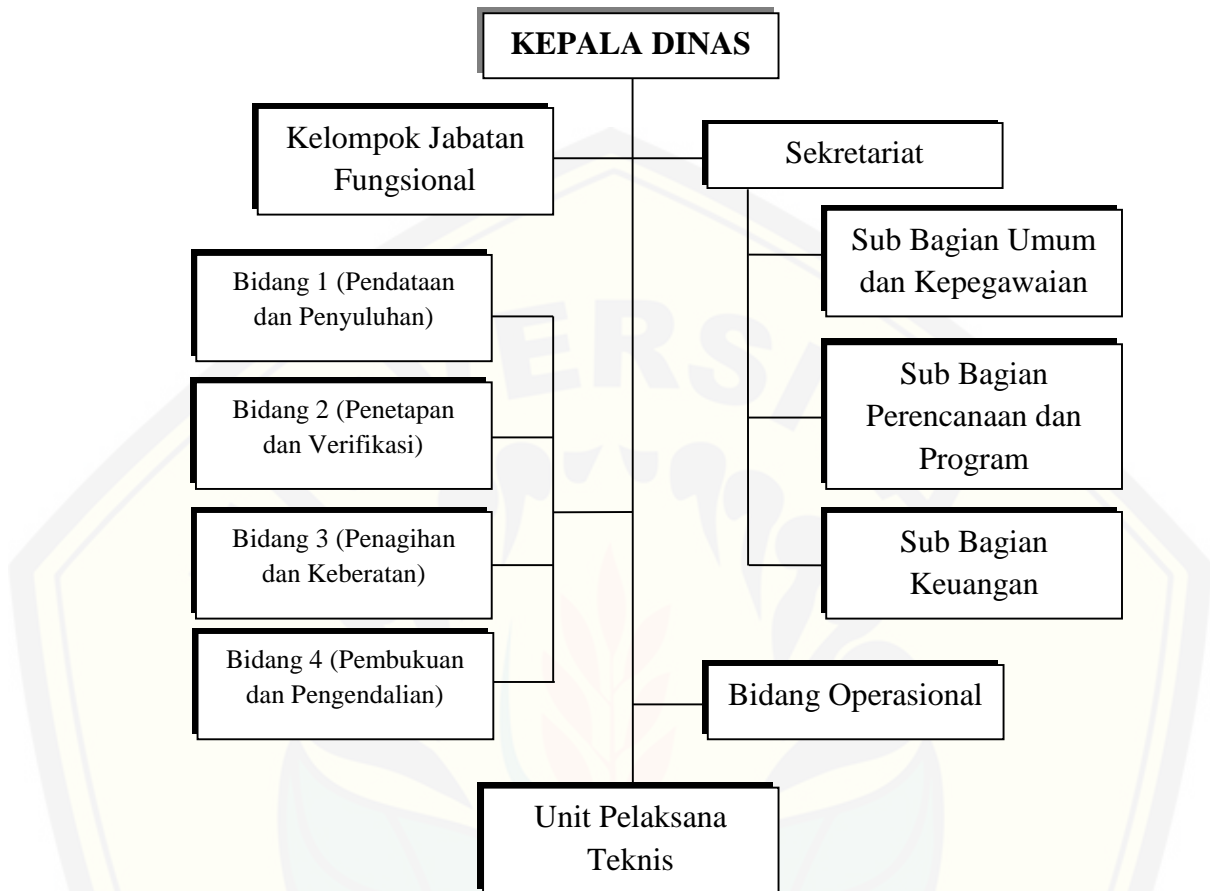 KEPALA DINAS
Kelompok Jabatan
Fungsional
Sekretariat
Sub Bagian Umum
dan Kepegawaian
Bidang 1 (Pendataan
dan Penyuluhan)
Sub Bagian
Perencanaan dan
Program
Bidang 2 (Penetapan
dan Verifikasi)
Bidang 3 (Penagihan
dan Keberatan)
Sub Bagian
Keuangan
Bidang 4 (Pembukuan
dan Pengendalian)
Bidang Operasional
Unit Pelaksana
Teknis